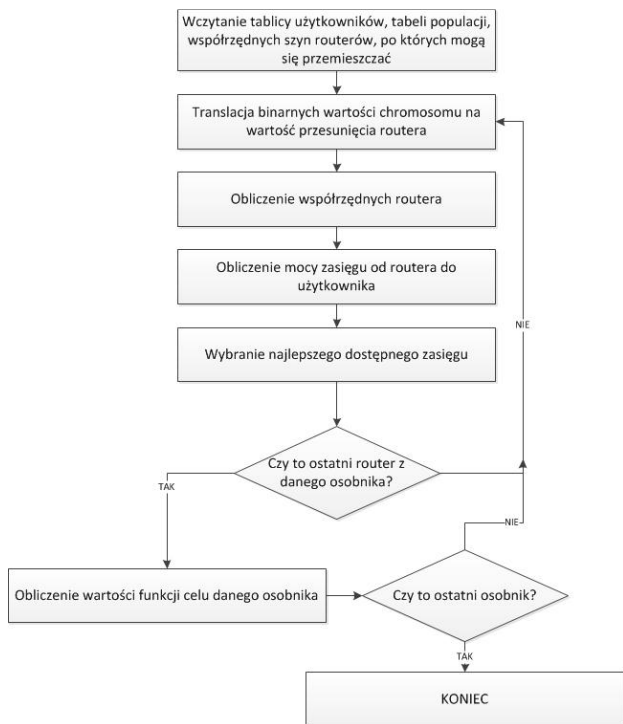 Wczytanie tablicy użytkowników, tabeli populacji,
współrzędnych szyn routerów, po których mogą
się przemieszczać
Translacja binarnych wartości chromosomu na
wartość przesunięcia routera
Obliczenie współrzędnych routera
Obliczenie mocy zasięgu od routera do
użytkownika
NIE
Wybranie najlepszego dostępnego zasięgu
Czy to ostatni router z
danego osobnika?
TAK
NIE
Obliczenie wartości funkcji celu danego osobnika
Czy to ostatni osobnik?
TAK
KONIEC